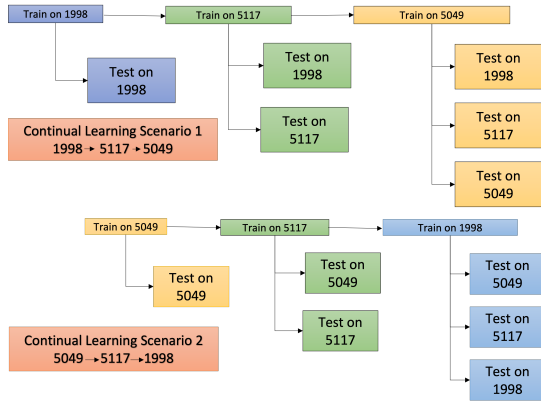 Train on 1998
Train on 5117
Train on 5049
Test on
1998
Test on
1998
Test on
5117
Test on
1998
Test on
5117
Test on
5049
Continual Learning Scenario 1
1998 → 5117 → 5049
Train on 5049
Train on 5117
Train on 1998
Test on
5049
Test on
5049
Test on
5117
Test on
5049
Test on
5117
Test on
1998
Continual Learning Scenario 2
5049 → 5117 → 1998